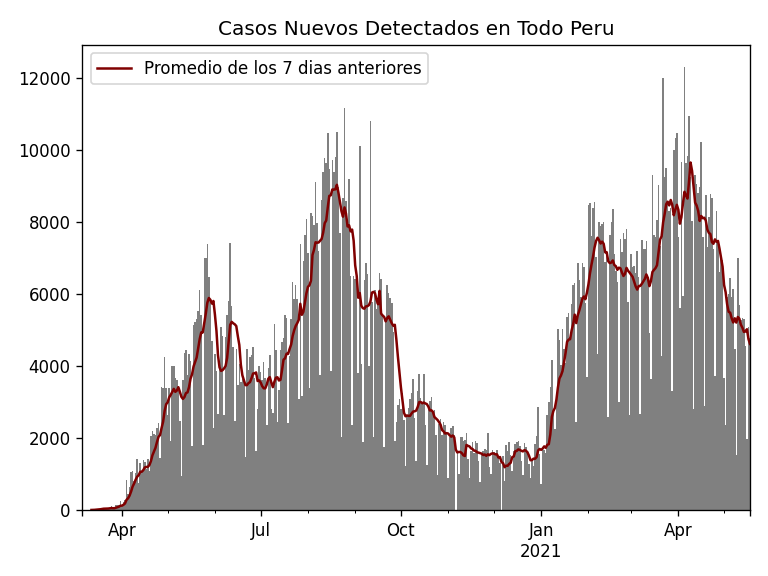 Casos Nuevos Detectados en Todo Peru
Promedio de los 7 dias anteriores
12000
10000
8000
6000
4000
2000
0
Apr
Jul
Oct
Jan
2021
Apr